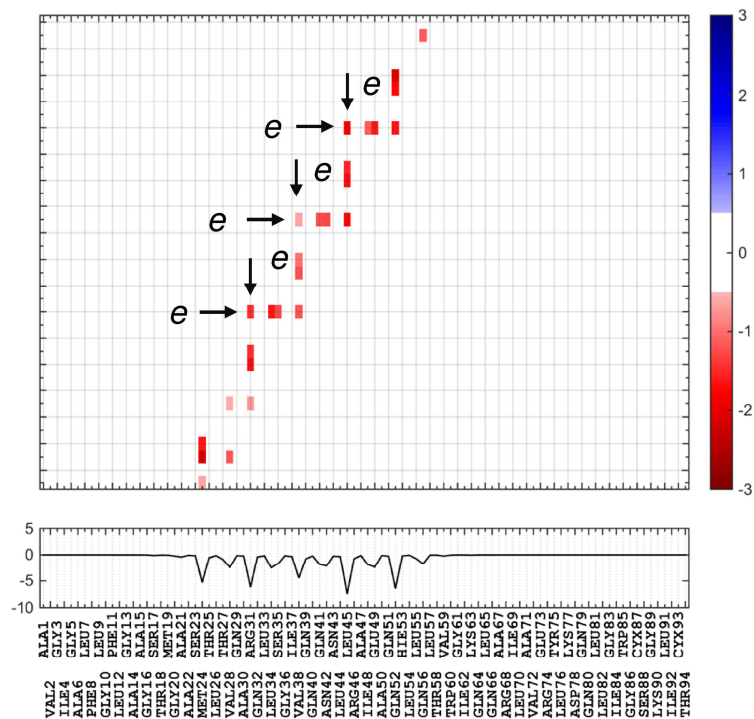 3
2
1
0
-1
-2
-3
e
e
e
e
e
e
5
0
-5
-10
ALA1
GLY3
GLY5
LEU7
LEU9
PHE11
GLY13
ALA15
SER17
MET19
ALA21
SER23
THR25
THR27
GLN29
ARG31
LEU33
SER35
ILE37
GLN39
GLN41
ASN43
LEU45
ALA47
GLU49
GLN51
HIE53
LEU55
LEU57
VAL59
GLY61
LYS63
LEU65
ALA67
ILE69
ALA71
GLU73
TYR75
LYS77
GLN79
LEU81
GLY83
TRP85
CYX87
GLY89
LEU91
CYX93
VAL2
ILE4
ALA6
PHE8
GLY10
LEU12
ALA14
GLY16
THR18
GLY20
ALA22
MET24
LEU26
VAL28
ALA30
GLN32
LEU34
GLY36
VAL38
GLN40
ASN42
LEU44
ARG46
ILE48
ALA50
GLN52
LEU54
GLN56
THR58
TRP60
ILE62
GLN64
GLN66
ARG68
LEU70
VAL72
ARG74
LEU76
ASP78
GLN80
LEU82
ILE84
GLY86
SER88
LYS90
ILE92
THR94